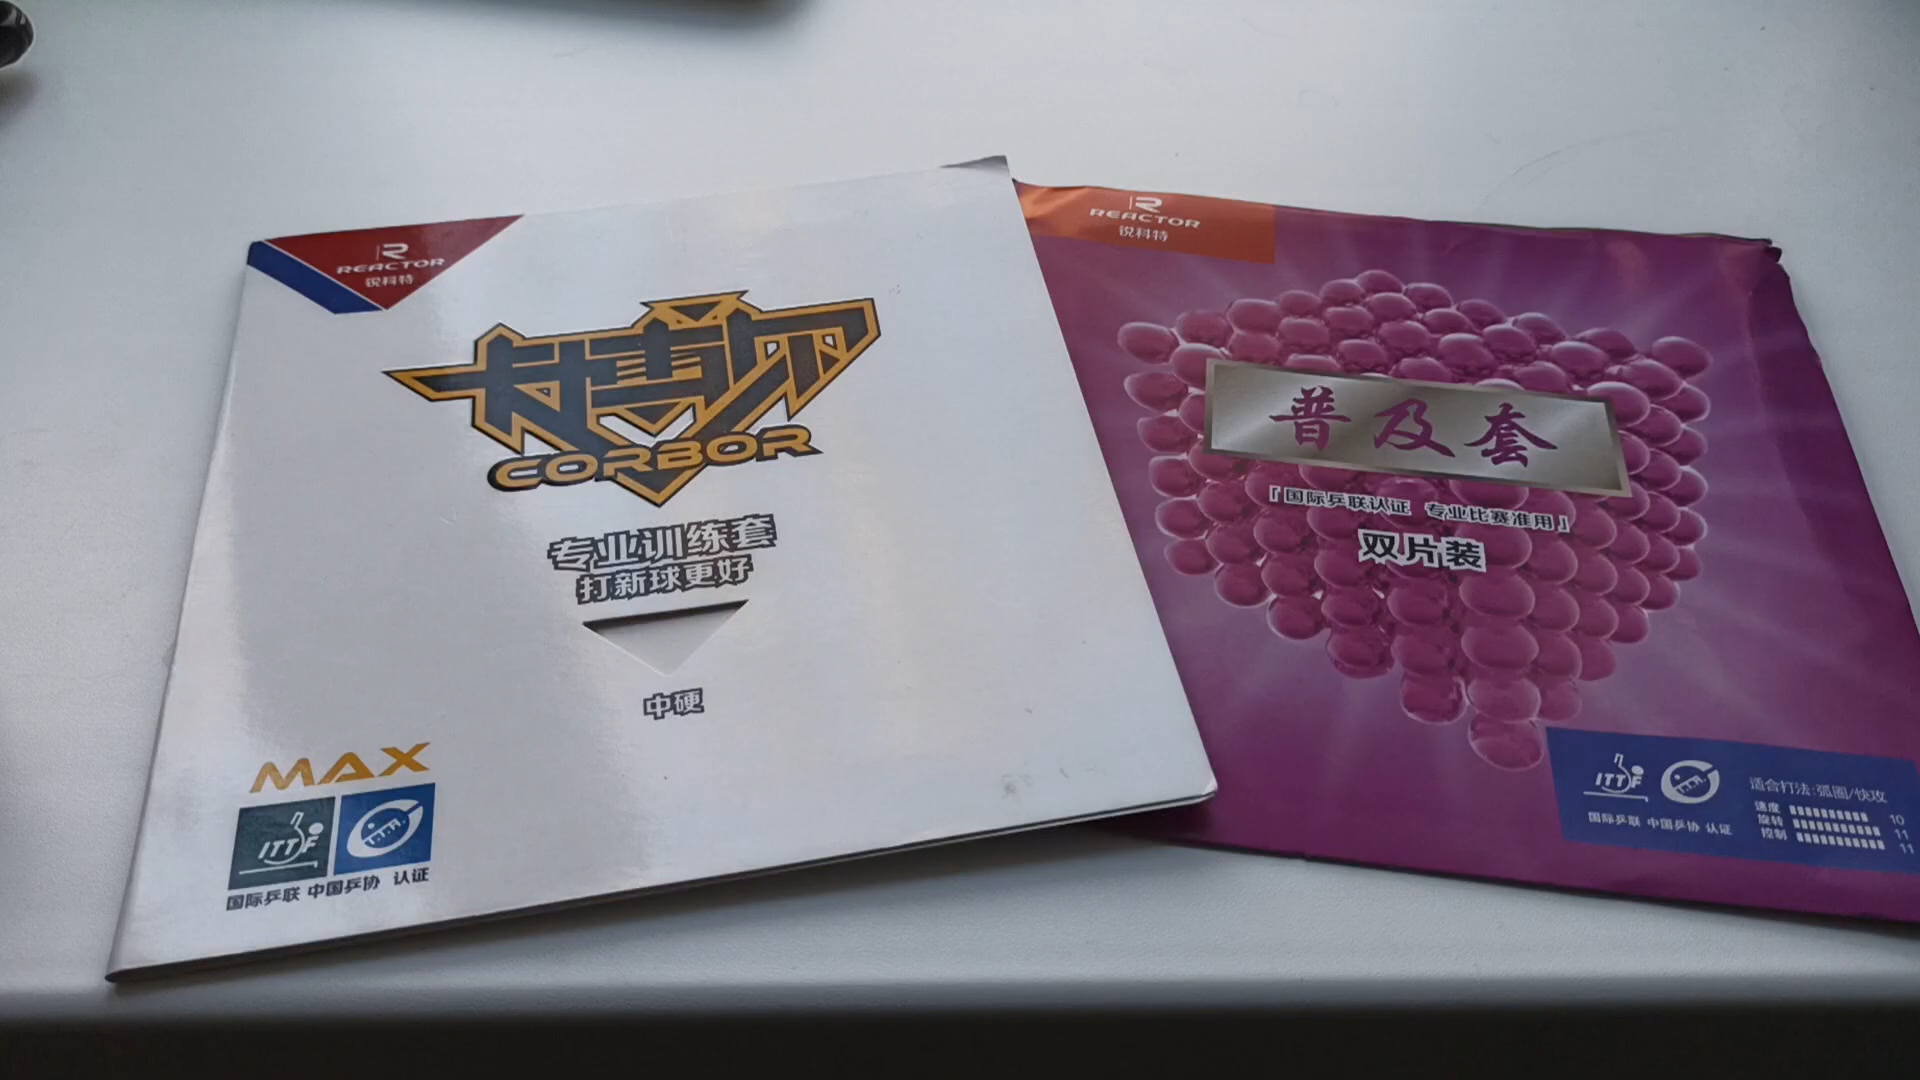 REACTOR
锐科特
卡博尔
CORBOR
专业训练套
打新球更好
中硬
MAX
ITTF
C.T.T.A.
国际乒联 中国乒协 认证
REACTOR
锐科特
普及套
「国际乒联认证 专业比赛准用」
双片装
ITTF
C.T.T.A.
国际乒联 中国乒协 认证
适合打法:弧圈/快攻
速度 10
旋转 11
控制 11